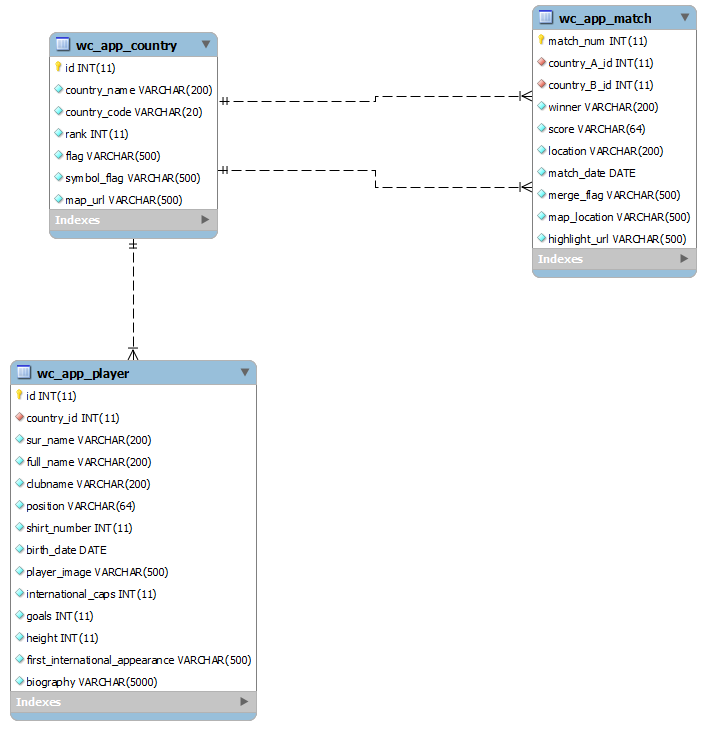 wc_app_country
id INT(11)
country_name VARCHAR(200)
country_code VARCHAR(20)
rank INT(11)
flag VARCHAR(500)
symbol_flag VARCHAR(500)
map_url VARCHAR(500)
Indexes
wc_app_match
match_num INT(11)
country_A_id INT(11)
country_B_id INT(11)
winner VARCHAR(200)
score VARCHAR(64)
location VARCHAR(200)
match_date DATE
merge_flag VARCHAR(500)
map_location VARCHAR(500)
highlight_url VARCHAR(500)
Indexes
wc_app_player
id INT(11)
country_id INT(11)
sur_name VARCHAR(200)
full_name VARCHAR(200)
clubname VARCHAR(200)
position VARCHAR(64)
shirt_number INT(11)
birth_date DATE
player_image VARCHAR(500)
international_caps INT(11)
goals INT(11)
height INT(11)
first_international_appearance VARCHAR(500)
biography VARCHAR(5000)
Indexes